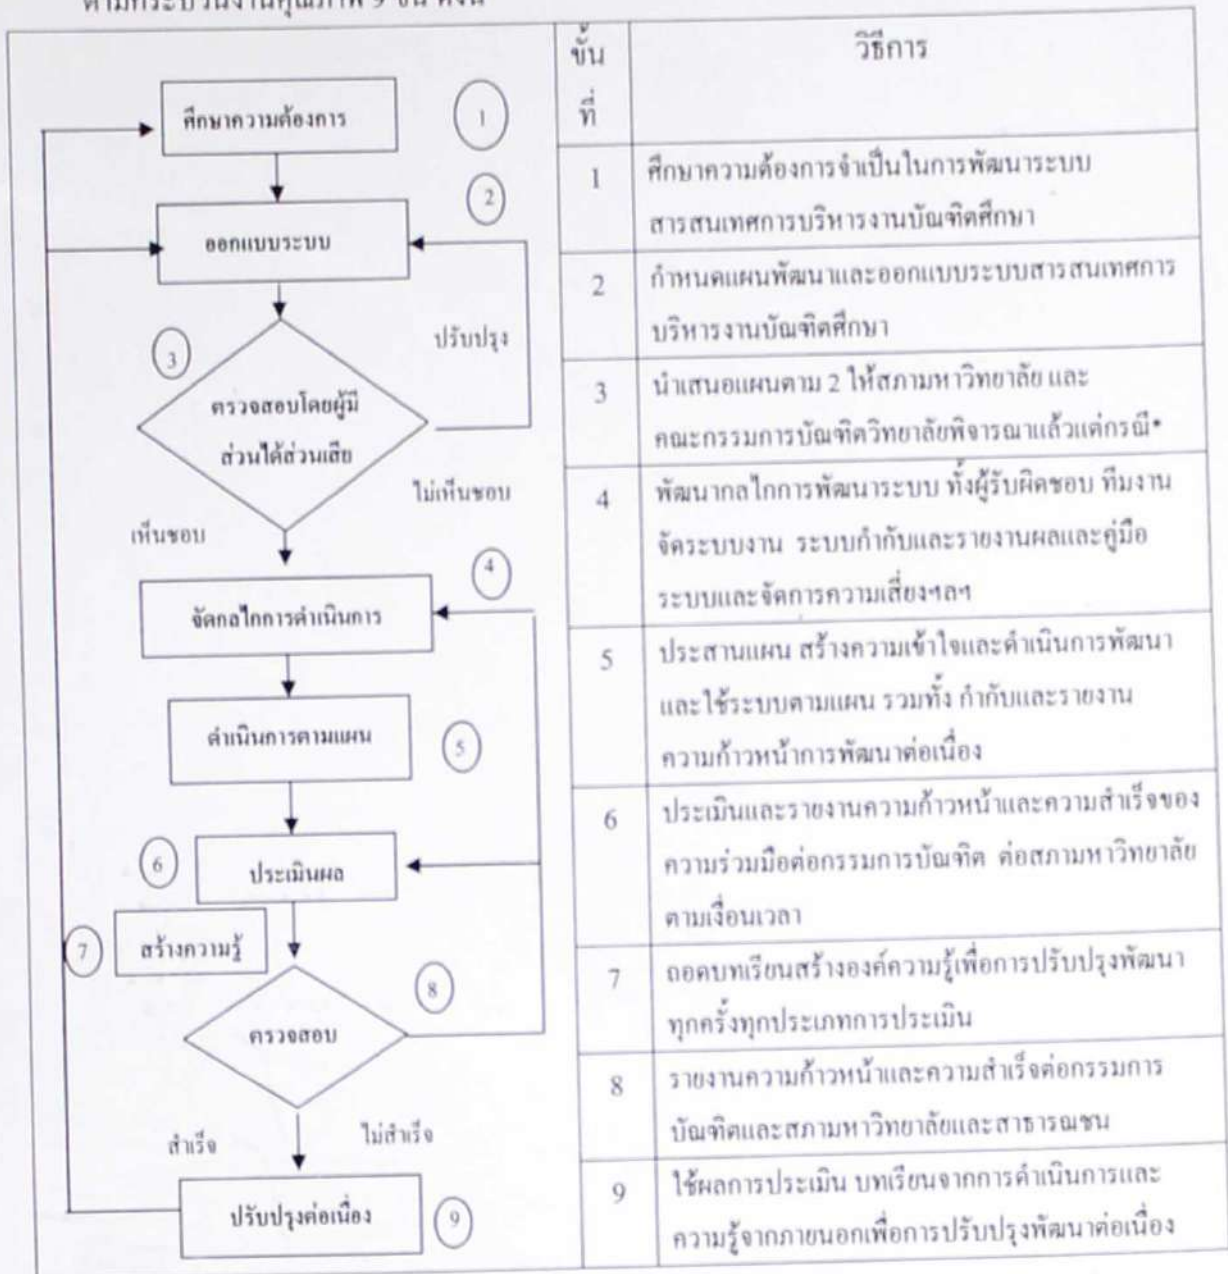 ตามกระบวนงานคุณภาพ 9 ขั้น ดังนี้
ขั้น
ที่
วิธีการ
ศึกษาความต้องการ
1
ออกแบบระบบ
2
ปรับปรุง
3
ตรวจสอบโดยผู้มี
ส่วนได้ส่วนเสีย
ไม่เห็นชอบ
เห็นชอบ
4
จัดกลไกการดำเนินการ
ดำเนินการตามแผน
5
6
ประเมินผล
7
สร้างความรู้
8
ตรวจสอบ
สำเร็จ
ไม่สำเร็จ
ปรับปรุงต่อเนื่อง
9
1
ศึกษาความต้องการจำเป็นในการพัฒนาระบบ
สารสนเทศการบริหารงานบัณฑิตศึกษา
2
กำหนดแผนพัฒนาและออกแบบระบบสารสนเทศการ
บริหารงานบัณฑิตศึกษา
3
นำเสนอแผนตาม 2 ให้สภามหาวิทยาลัย และ
คณะกรรมการบัณฑิตวิทยาลัยพิจารณาแล้วแต่กรณี*
4
พัฒนากลไกการพัฒนาระบบ ทั้งผู้รับผิดชอบ ทีมงาน
จัดระบบงาน ระบบกำกับและรายงานผลและคู่มือ
ระบบและจัดการความเสี่ยงฯลฯ
5
ประสานแผน สร้างความเข้าใจและดำเนินการพัฒนา
และใช้ระบบตามแผน รวมทั้ง กำกับและรายงาน
ความก้าวหน้าการพัฒนาต่อเนื่อง
6
ประเมินและรายงานความก้าวหน้าและความสำเร็จของ
ความร่วมมือต่อกรรมการบัณฑิต ต่อสภามหาวิทยาลัย
ตามเงื่อนเวลา
7
ถอดบทเรียนสร้างองค์ความรู้เพื่อการปรับปรุงพัฒนา
ทุกครั้งทุกประเภทการประเมิน
8
รายงานความก้าวหน้าและความสำเร็จต่อกรรมการ
บัณฑิตและสภามหาวิทยาลัยและสาธารณชน
9
ใช้ผลการประเมิน บทเรียนจากการดำเนินการและ
ความรู้จากภายนอกเพื่อการปรับปรุงพัฒนาต่อเนื่อง